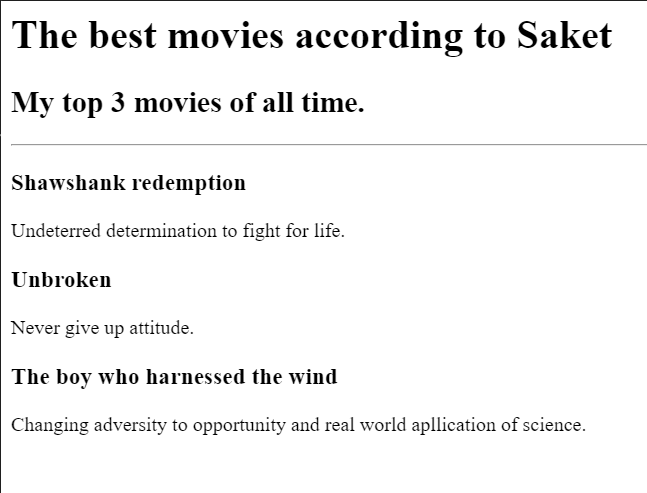 The best movies according to Saket
My top 3 movies of all time.
Shawshank redemption
Undeterred determination to fight for life.
Unbroken
Never give up attitude.
The boy who harnessed the wind
Changing adversity to opportunity and real world apllication of science.